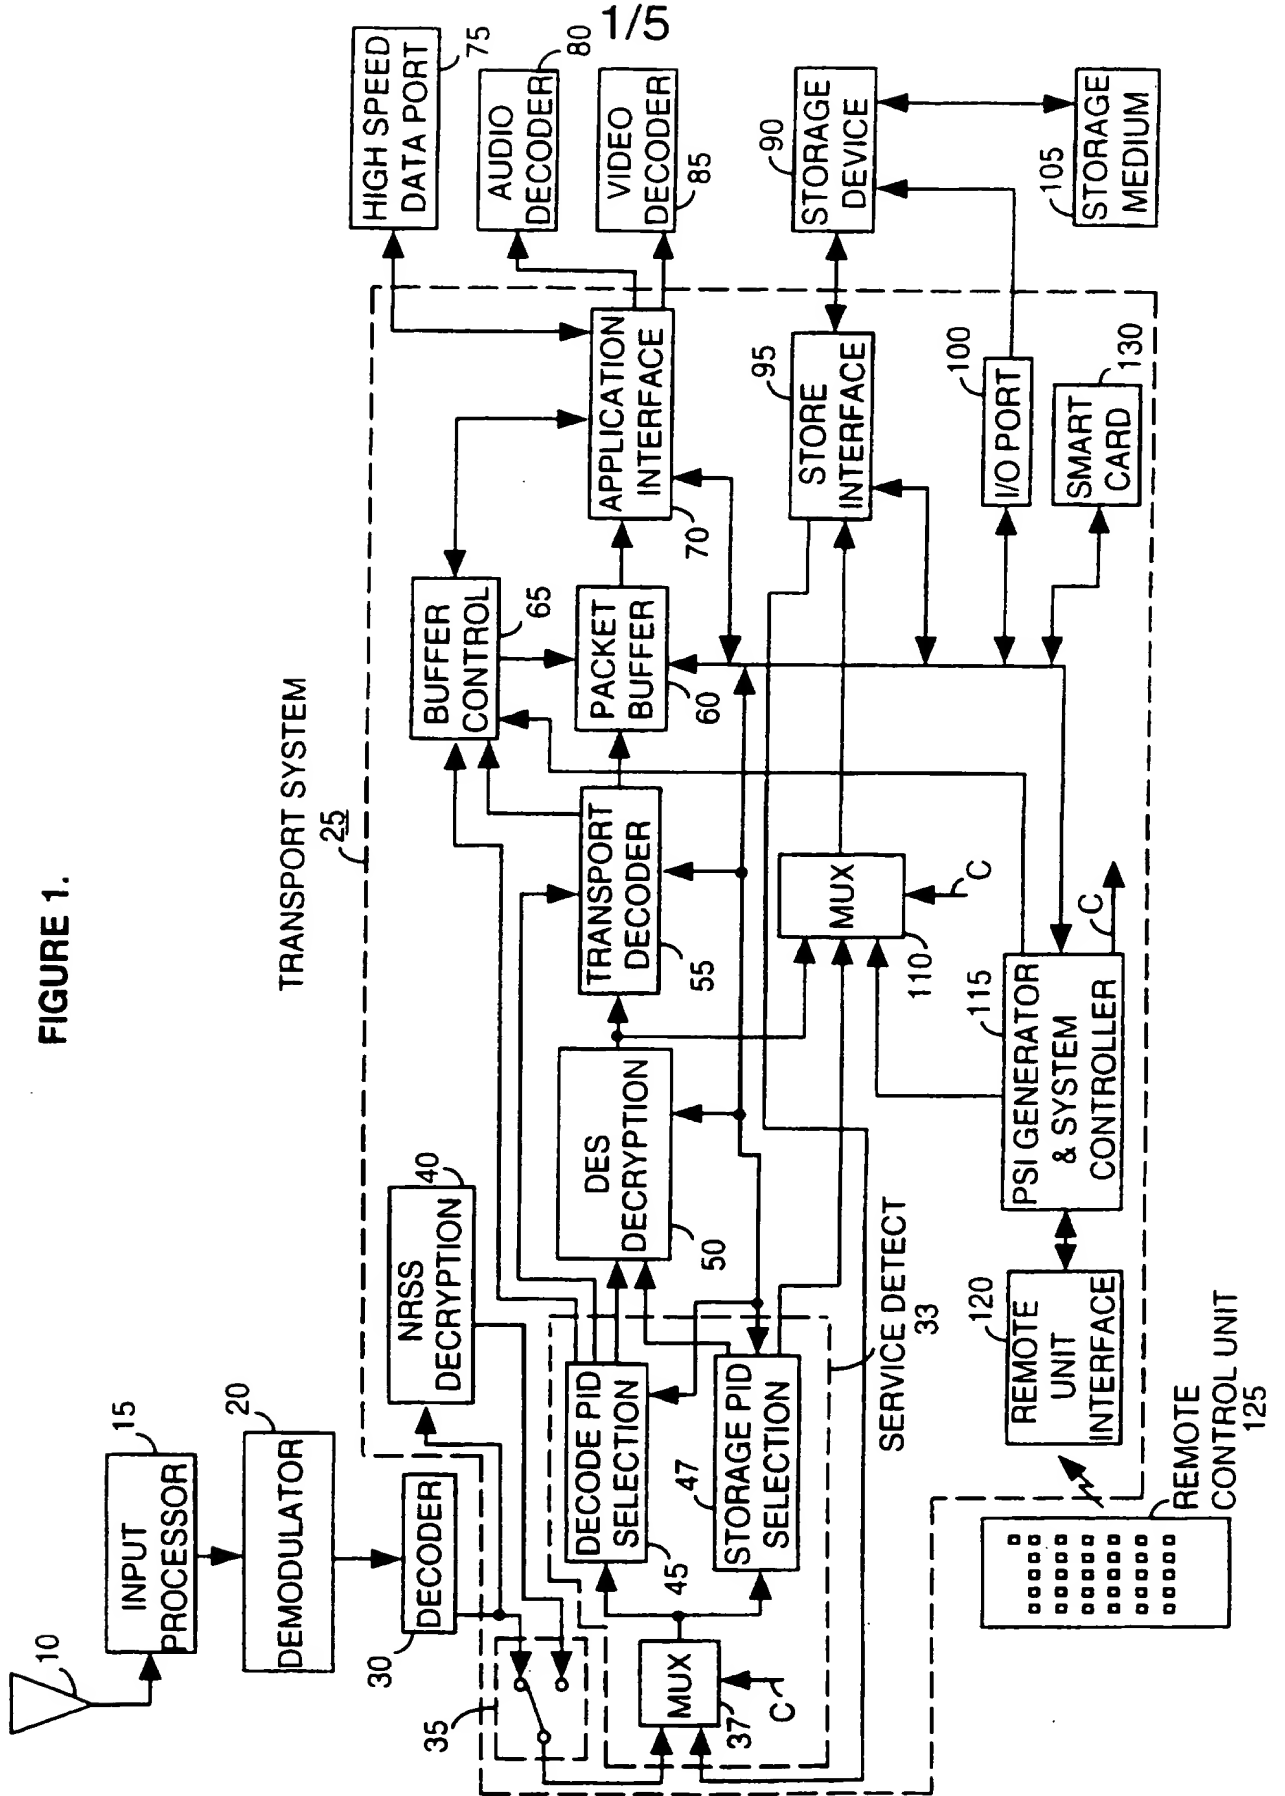 1/5
FIGURE 1.
TRANSPORT SYSTEM
25
10
INPUT
PROCESSOR
15
DEMODULATOR
20
DECODER
30
35
NRSS
DECRYPTION
40
MUX
37
C
DECODE PID
SELECTION
45
STORAGE PID
SELECTION
47
SERVICE DETECT
33
DES
DECRYPTION
50
TRANSPORT
DECODER
55
PACKET
BUFFER
60
BUFFER
CONTROL
65
APPLICATION
INTERFACE
70
HIGH SPEED
DATA PORT
75
AUDIO
DECODER
80
VIDEO
DECODER
85
STORAGE
DEVICE
90
STORE
INTERFACE
95
I/O PORT
100
STORAGE
MEDIUM
105
MUX
110
C
PSI GENERATOR
& SYSTEM
CONTROLLER
115
C
REMOTE
UNIT
INTERFACE
120
REMOTE
CONTROL UNIT
125
SMART
CARD
130